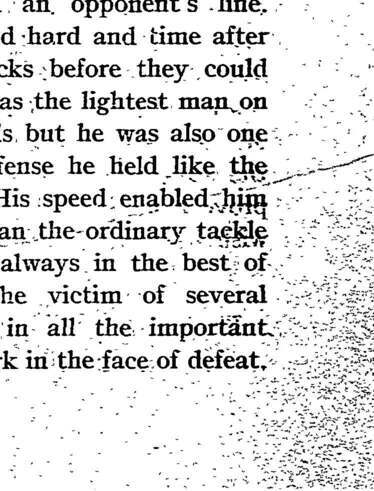 an opponent's line.
d hard and time after
cks before they could
as the lightest man on
s but he was also one
fense he held like the
His speed enabled him
an the ordinary tackle
always in the best of
he victim of several
in all the important
rk in the face of defeat.